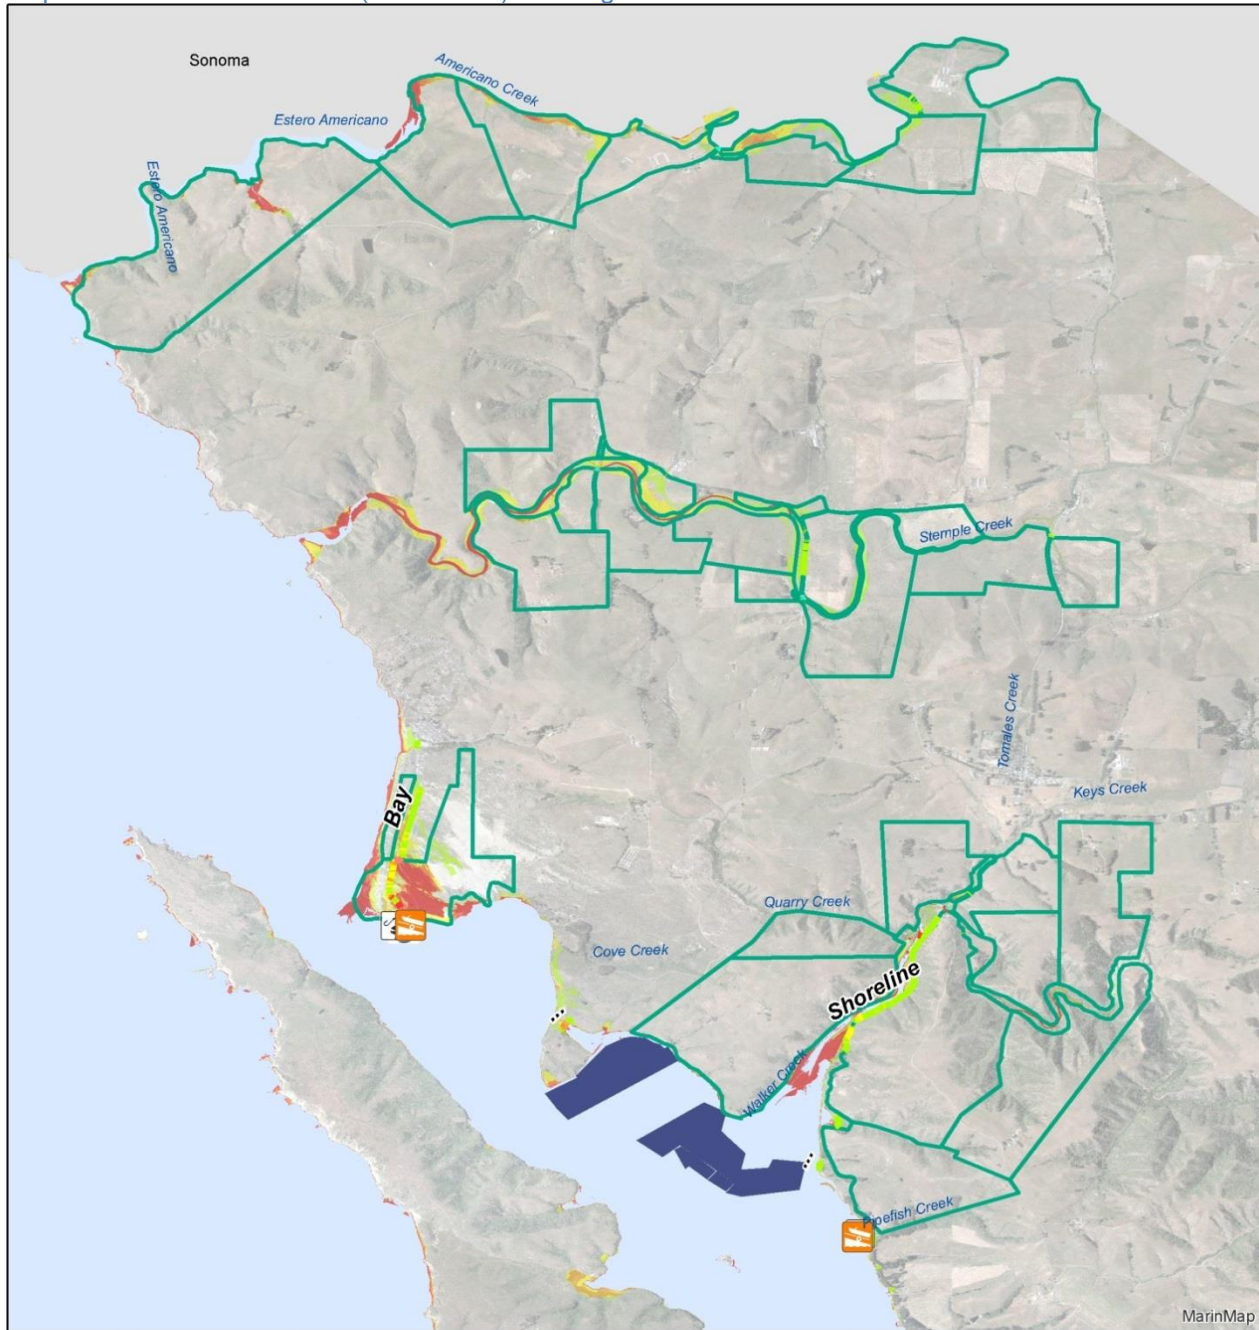 Sonoma
Americano Creek
Estero Americano
Estero Americano
Stemple Creek
Tomales Creek
Keys Creek
Bay
Quarry Creek
Cove Creek
Shoreline
...
Walker Creek
...
Pipefish Creek
MarinMap